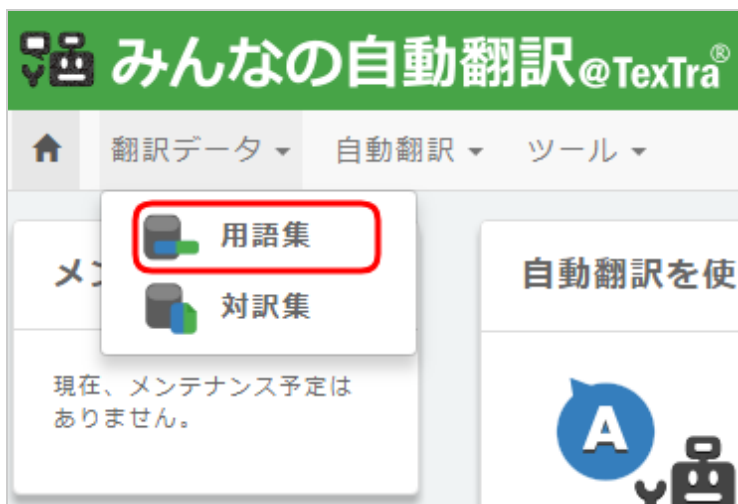 みんなの自動翻訳@TexTra®
翻訳データ 自動翻訳 ツール
用語集
対訳集
自動翻訳を使
現在、メンテナンス予定は
ありません。
A